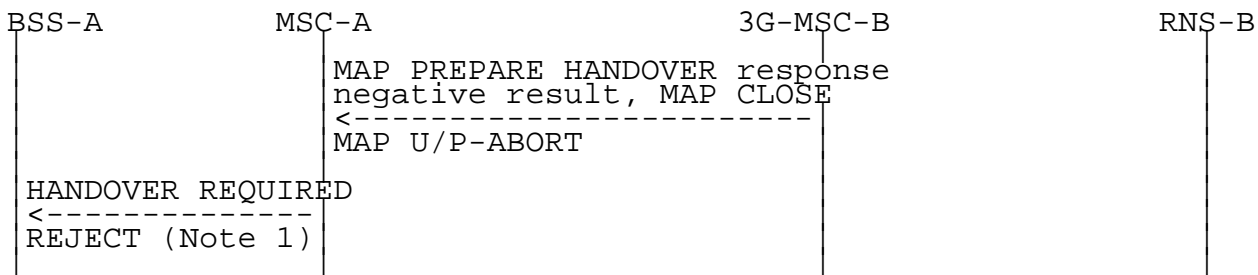 BSS-A MSC-A 3G-MSC-B RNS-B
MAP PREPARE HANDOVER response
negative result, MAP CLOSE
<------------------------
MAP U/P-ABORT
HANDOVER REQUIRED
<--------------
REJECT (Note 1)